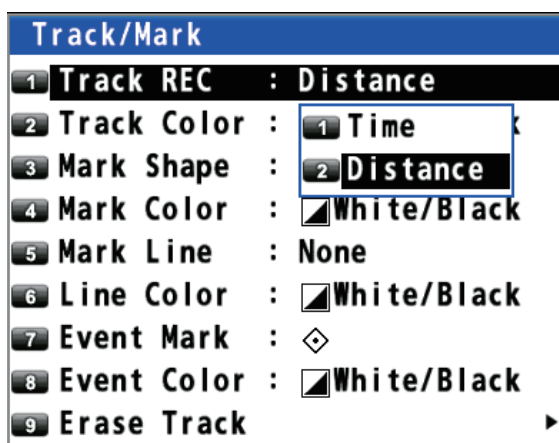 Track/Mark
1 Track REC : Distance
2 Track Color :
1 Time
3 Mark Shape :
2 Distance
4 Mark Color : White/Black
5 Mark Line : None
6 Line Color : White/Black
7 Event Mark :
8 Event Color : White/Black
9 Erase Track